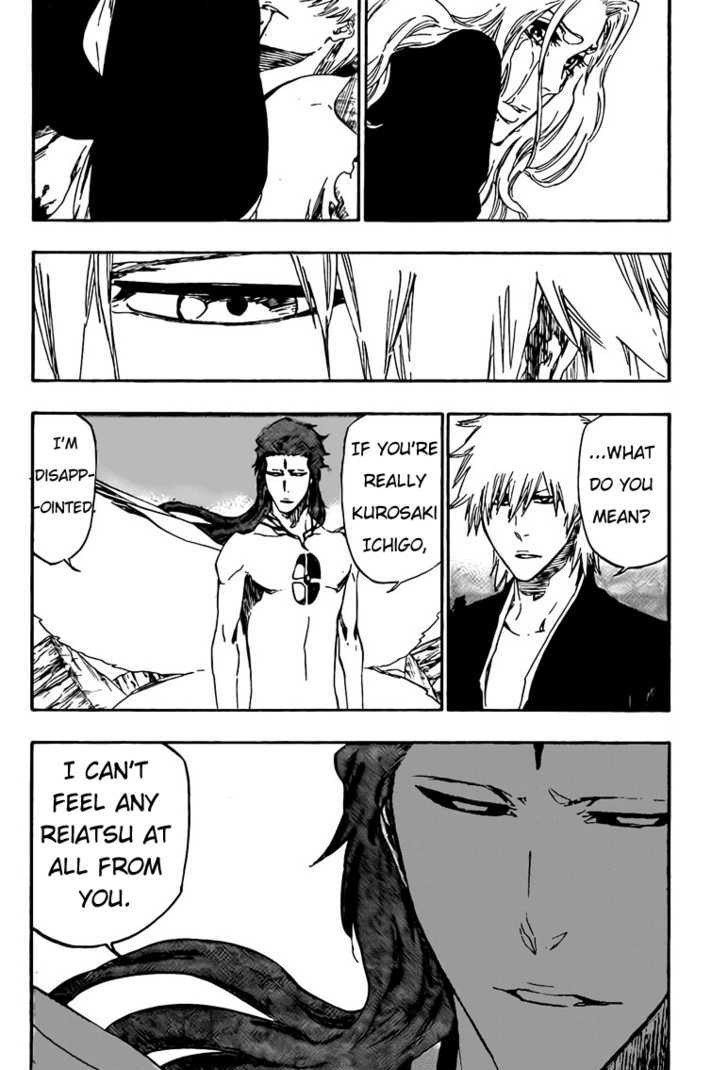 ...WHAT
DO YOU
MEAN?
IF YOU'RE
REALLY
KUROSAKI
ICHIGO,
I'M
DISAPP-
-OINTED.
I CAN'T
FEEL ANY
REIATSU AT
ALL FROM
YOU.